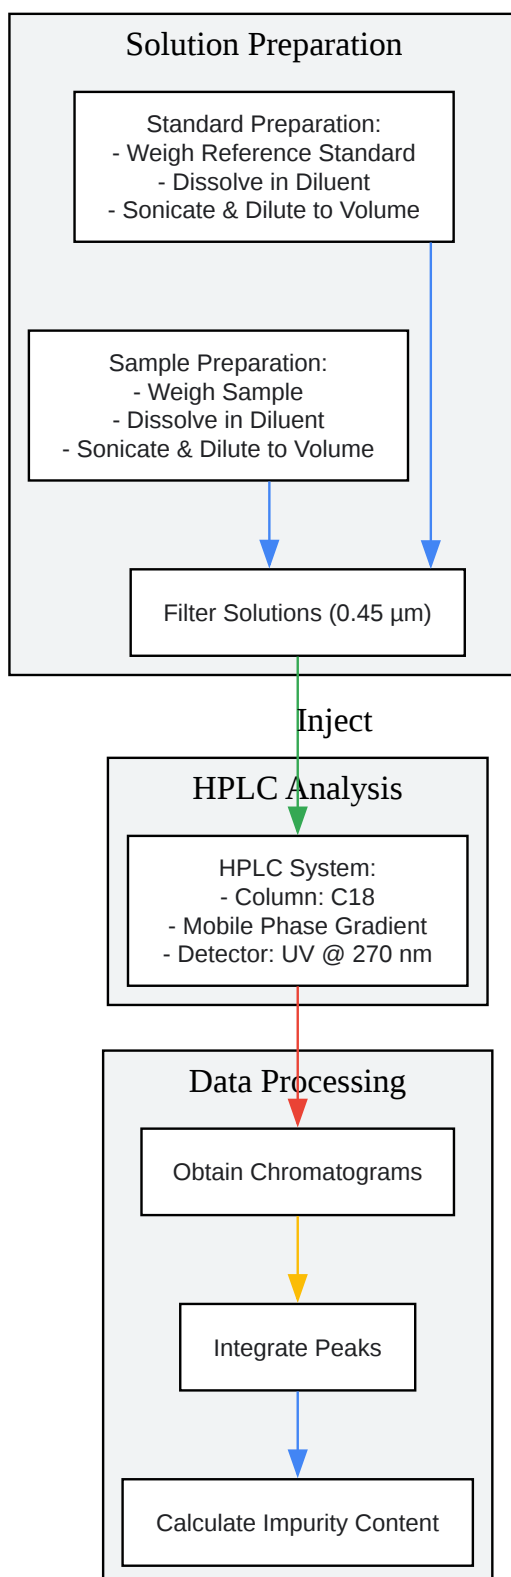 Solution Preparation
Standard Preparation:
- Weigh Reference Standard
- Dissolve in Diluent
- Sonicate & Dilute to Volume
Sample Preparation:
- Weigh Sample
- Dissolve in Diluent
- Sonicate & Dilute to Volume
Filter Solutions (0.45 µm)
Inject
HPLC Analysis
HPLC System:
- Column: C18
- Mobile Phase Gradient
- Detector: UV @ 270 nm
Data Processing
Obtain Chromatograms
Integrate Peaks
Calculate Impurity Content